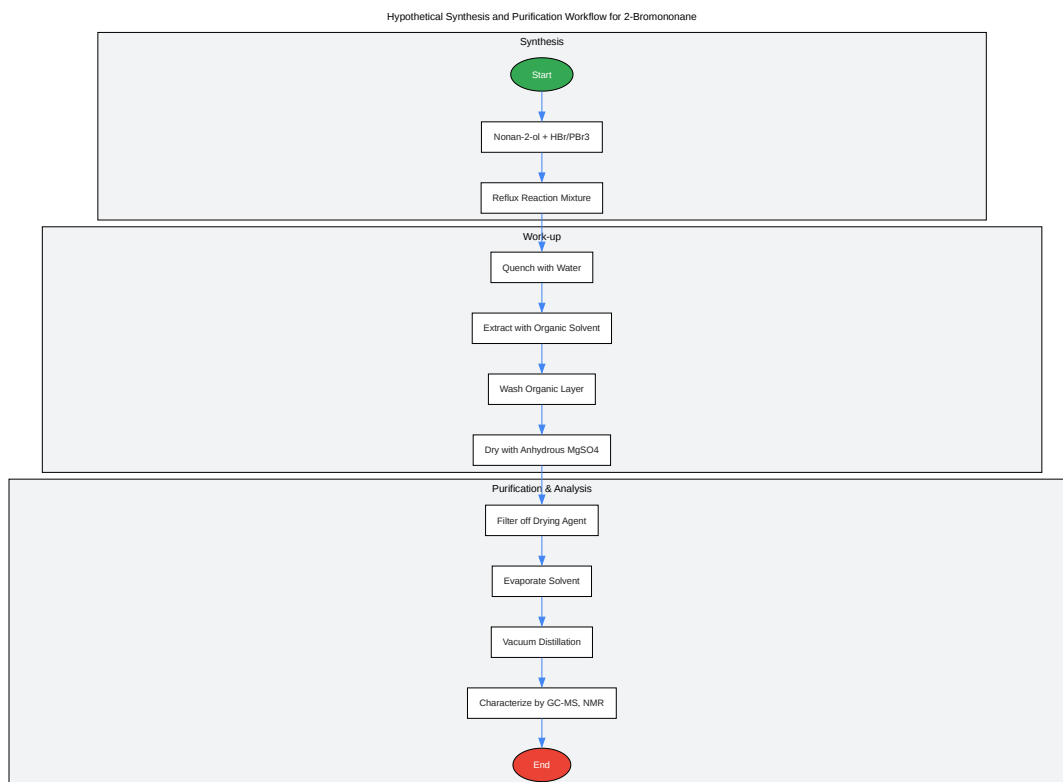 Hypothetical Synthesis and Purification Workflow for 2-Bromononane
Synthesis
Start
Nonan-2-ol + HBr/PBr3
Reflux Reaction Mixture
Work-up
Quench with Water
Extract with Organic Solvent
Wash Organic Layer
Dry with Anhydrous MgSO4
Purification & Analysis
Filter off Drying Agent
Evaporate Solvent
Vacuum Distillation
Characterize by GC-MS, NMR
End